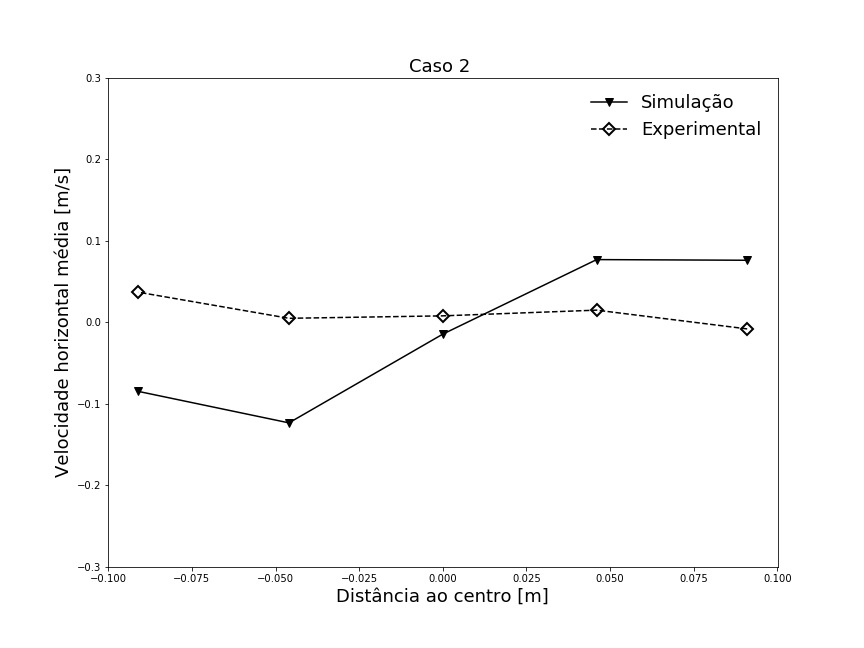 Caso 2
0.3
0.2
0.1
0.0
−0.1
−0.2
−0.3
Velocidade horizontal média [m/s]
Simulação
Experimental
−0.100 −0.075 −0.050 −0.025 0.000 0.025 0.050 0.075 0.100
Distância ao centro [m]